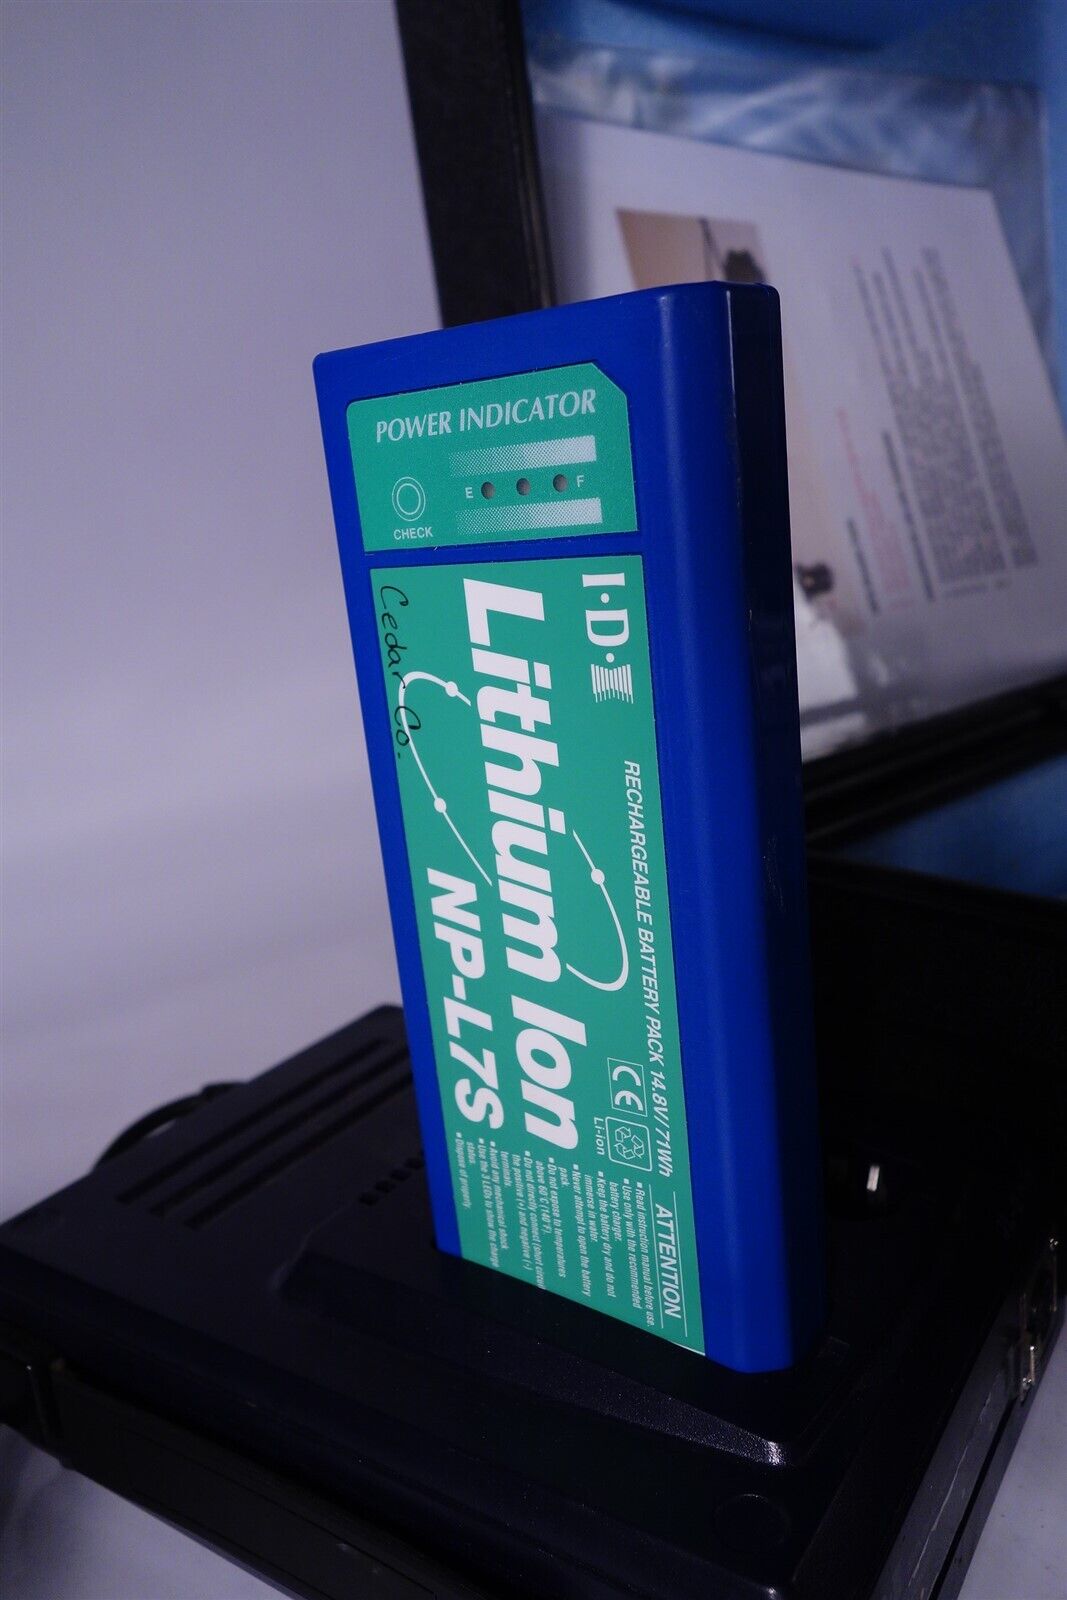 POWER INDICATOR
E F
CHECK
I·D·X
RECHARGEABLE BATTERY PACK 14.8V/71Wh
Lithium Ion
NP-L7S
Cedar Co.
CE
Li-ion
ATTENTION
▪ Read instruction manual before use.
▪ Use only with the recommended
battery charger.
▪ Keep the battery dry and do not
immerse in water.
▪ Never attempt to open the battery
pack.
▪ Do not expose to temperatures
above 60°C (140°F).
▪ Do not directly connect (short circuit)
the positive (+) and negative (-)
terminals.
▪ Avoid any mechanical shock.
▪ Use the 3 LEDs to show the charge
status.
▪ Dispose of properly.